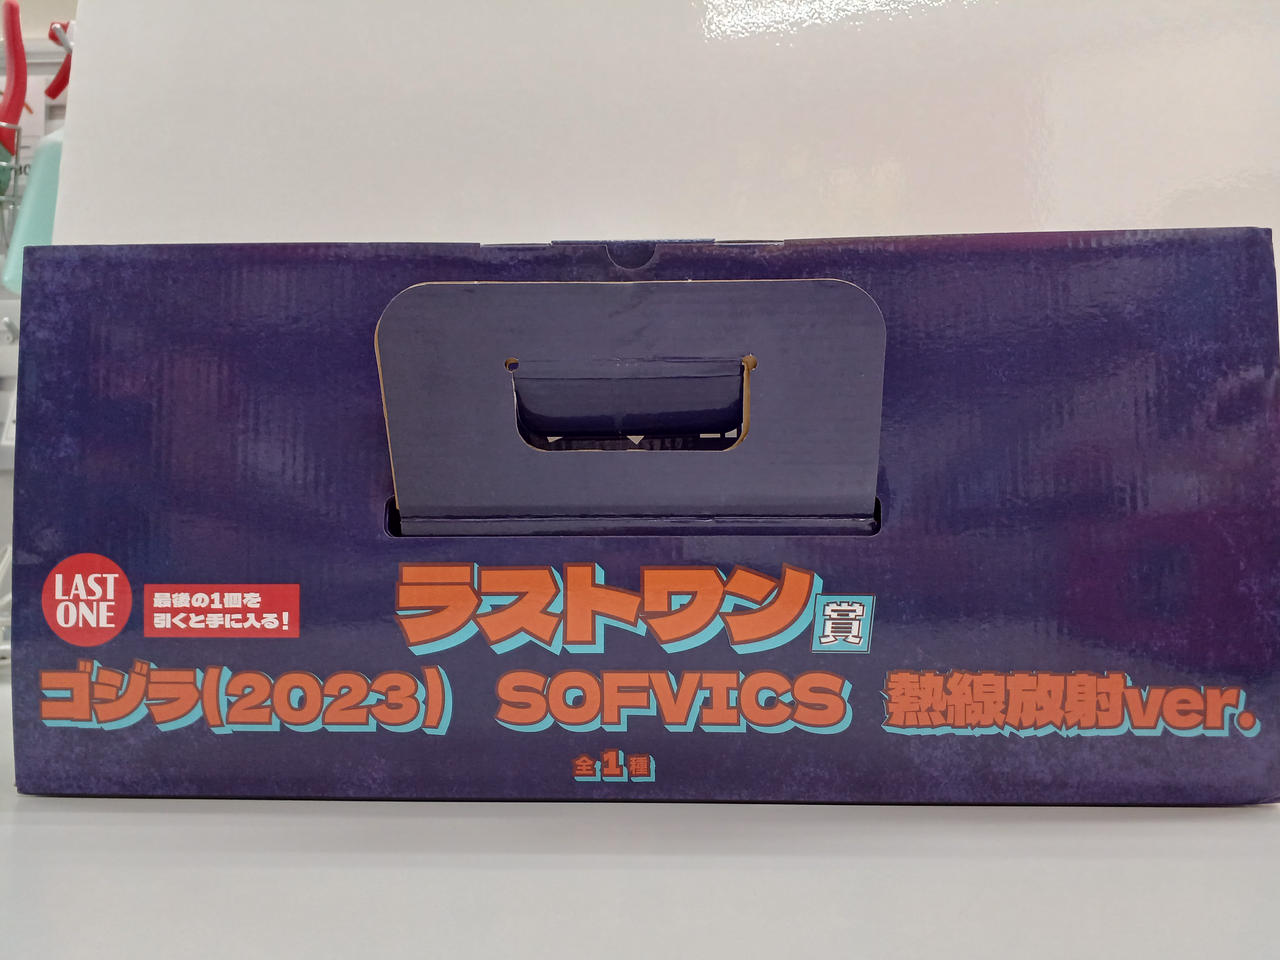 LAST
ONE
最後の1個を
引くと手に入る!
ラストワン賞
ゴジラ(2023) SOFVICS 熱線放射ver.
全1種